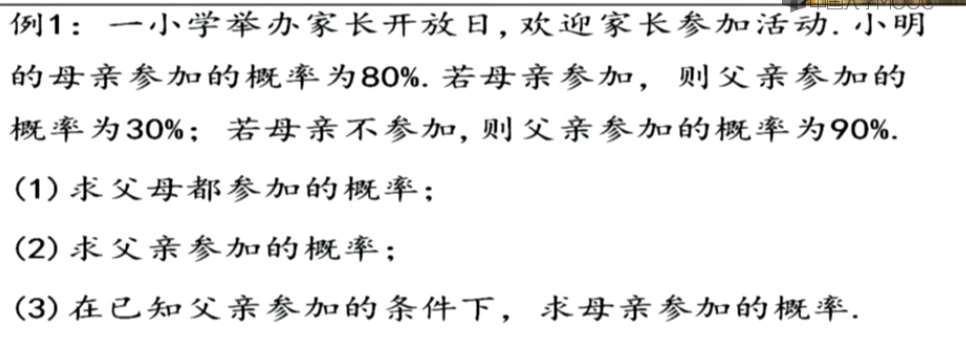 例1：一小学举办家长开放日,欢迎家长参加活动.小明
的母亲参加的概率为80%.若母亲参加，则父亲参加的
概率为30%；若母亲不参加,则父亲参加的概率为90%.
(1)求父母都参加的概率；
(2)求父亲参加的概率；
(3)在已知父亲参加的条件下，求母亲参加的概率.